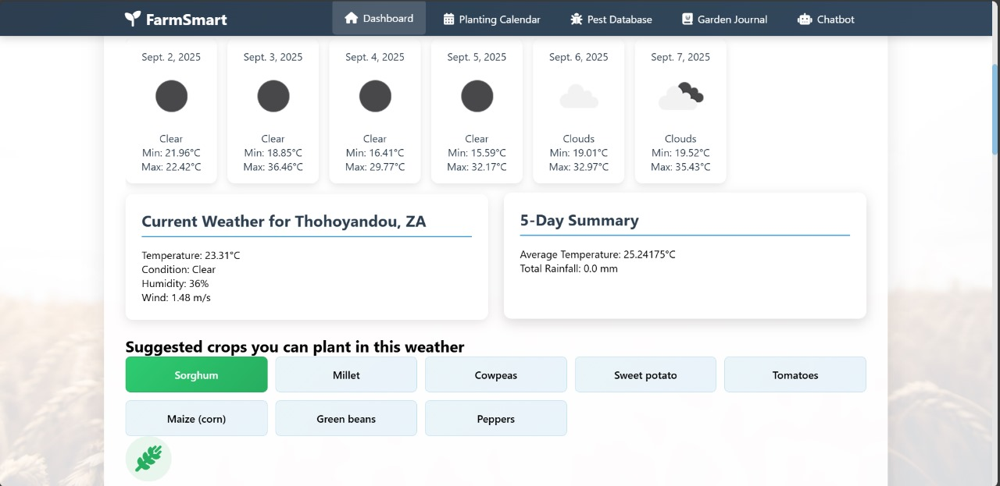 FarmSmart
Dashboard
Planting Calendar
Pest Database
Garden Journal
Chatbot
Sept. 2, 2025
Clear
Min: 21.96°C
Max: 22.42°C
Sept. 3, 2025
Clear
Min: 18.85°C
Max: 36.46°C
Sept. 4, 2025
Clear
Min: 16.41°C
Max: 29.77°C
Sept. 5, 2025
Clear
Min: 15.59°C
Max: 32.17°C
Sept. 6, 2025
Clouds
Min: 19.01°C
Max: 32.97°C
Sept. 7, 2025
Clouds
Min: 19.52°C
Max: 35.43°C
Current Weather for Thohoyandou, ZA
Temperature: 23.31°C
Condition: Clear
Humidity: 36%
Wind: 1.48 m/s
5-Day Summary
Average Temperature: 25.24175°C
Total Rainfall: 0.0 mm
Suggested crops you can plant in this weather
Sorghum
Millet
Cowpeas
Sweet potato
Tomatoes
Maize (corn)
Green beans
Peppers